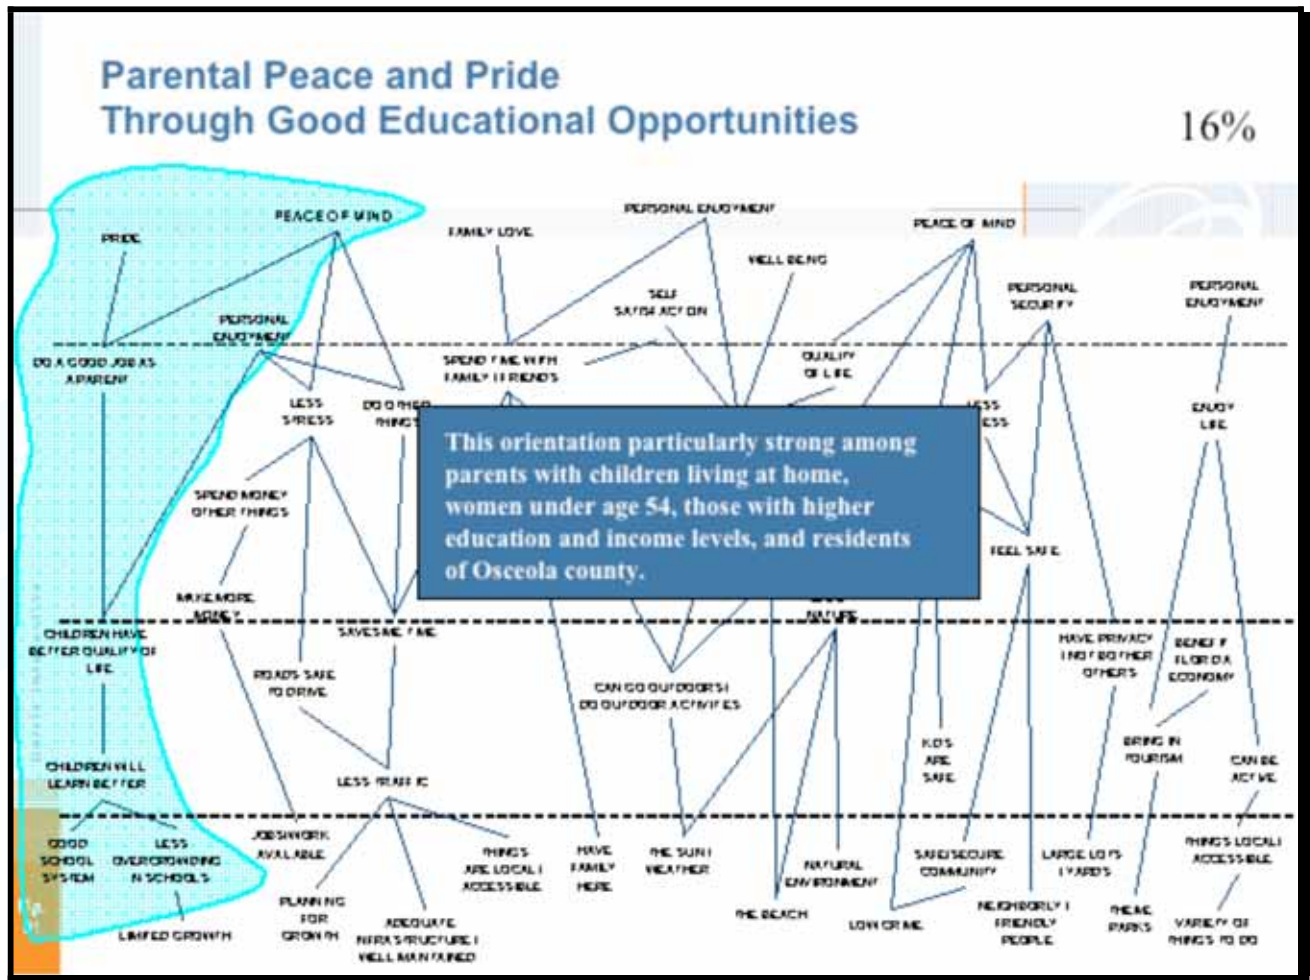 Parental Peace and Pride
Through Good Educational Opportunities
16%
PEACE OF MIND
PRIDE
PERSONAL
ENJOYMENT
DO A GOOD JOB AS
A PARENT
LESS
STRESS
DO OTHER
THINGS
SPEND MONEY
OTHER THINGS
MAKE MORE
MONEY
CHILDREN HAVE
BETTER QUALITY OF
LIFE
SAVES ME TIME
ROADS SAFE
TO DRIVE
CHILDREN WILL
LEARN BETTER
LESS TRAFFIC
GOOD
SCHOOL
SYSTEM
LESS
OVERCROWDING
IN SCHOOLS
LIMITED GROWTH
JOBS/WORK
AVAILABLE
PLANNING
FOR
GROWTH
ADEQUATE
INFRASTRUCTURE /
WELL MAINTAINED
THINGS
ARE LOCAL /
ACCESSIBLE
FAMILY LOVE
PERSONAL ENJOYMENT
WELL BEING
SELF
SATISFACTION
SPEND TIME WITH
FAMILY / FRIENDS
QUALITY
OF LIFE
This orientation particularly strong among
parents with children living at home,
women under age 54, those with higher
education and income levels, and residents
of Osceola county.
NATURE
CAN GO OUTDOORS /
DO OUTDOOR ACTIVITIES
HAVE
FAMILY
HERE
THE SUN /
WEATHER
THE BEACH
NATURAL
ENVIRONMENT
PEACE OF MIND
PERSONAL
SECURITY
LESS
FEEL SAFE
KIDS
ARE
SAFE
HAVE PRIVACY
/ NOT BOTHER
OTHERS
SAFE/SECURE
COMMUNITY
LOW CRIME
NEIGHBORLY /
FRIENDLY
PEOPLE
LARGE LOTS
/ YARDS
PERSONAL
ENJOYMENT
ENJOY
LIFE
BENEFIT
FLORIDA
ECONOMY
BRING IN
TOURISM
CAN BE
ACTIVE
THEME
PARKS
THINGS LOCAL /
ACCESSIBLE
VARIETY OF
THINGS TO DO